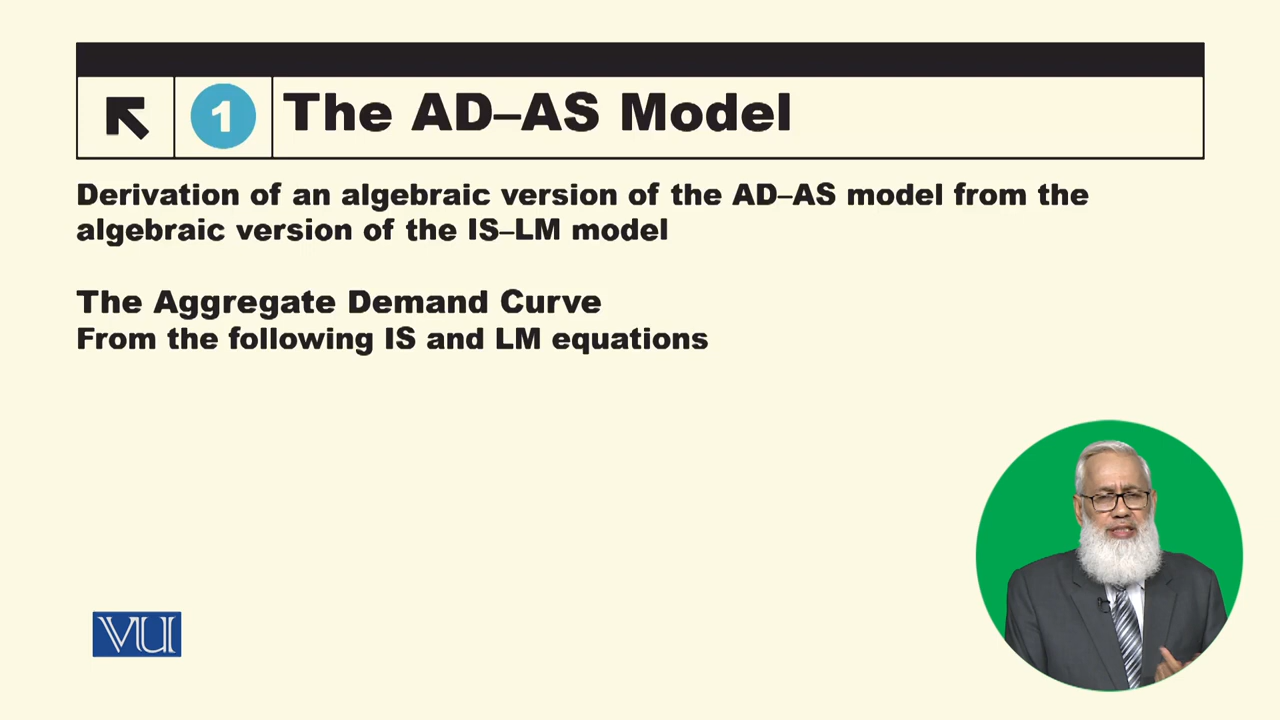 1 The AD–AS Model
Derivation of an algebraic version of the AD–AS model from the
algebraic version of the IS–LM model
The Aggregate Demand Curve
From the following IS and LM equations
VU